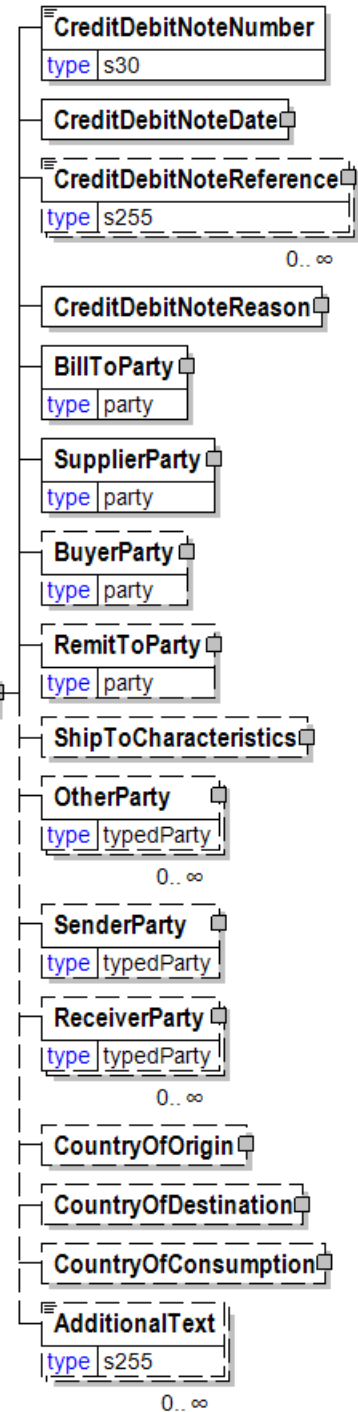 CreditDebitNoteNumber
type s30
CreditDebitNoteDate
CreditDebitNoteReference
type s255
0.. ∞
CreditDebitNoteReason
BillToParty
type party
SupplierParty
type party
BuyerParty
type party
RemitToParty
type party
ShipToCharacteristics
OtherParty
type typedParty
0.. ∞
SenderParty
type typedParty
ReceiverParty
type typedParty
0.. ∞
CountryOfOrigin
CountryOfDestination
CountryOfConsumption
AdditionalText
type s255
0.. ∞